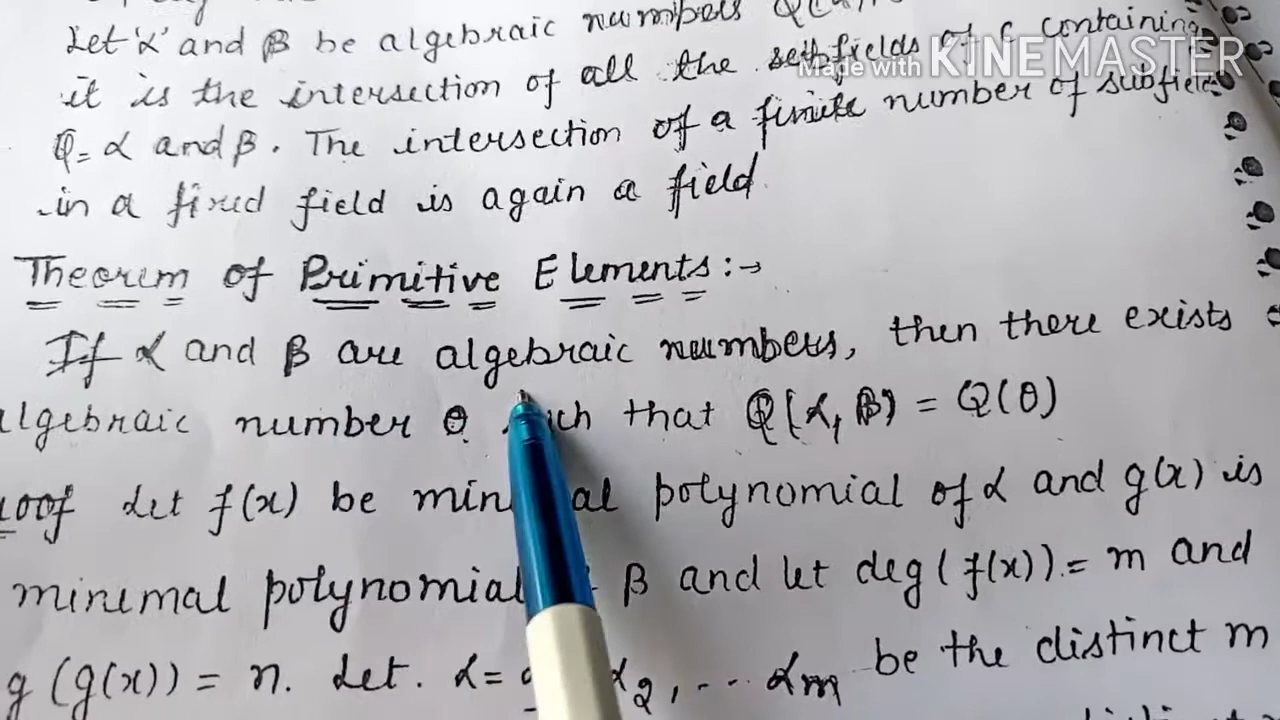 Let 'α' and β be algebraic numbers
it is the intersection of all the subfields of C containing
Made with KINEMASTER
Q = α and β. The intersection of a finite number of subfield
in a fixed field is again a field
Theorem of Primitive Elements :→
If α and β are algebraic numbers, then there exists
algebraic number θ such that Q(α, β) = Q(θ)
oof Let f(x) be minimal polynomial of α and g(x) is
minimal polynomial β and let deg(f(x)) = m and
g (g(x)) = n. Let. α = α2, ... αm be the distinct m